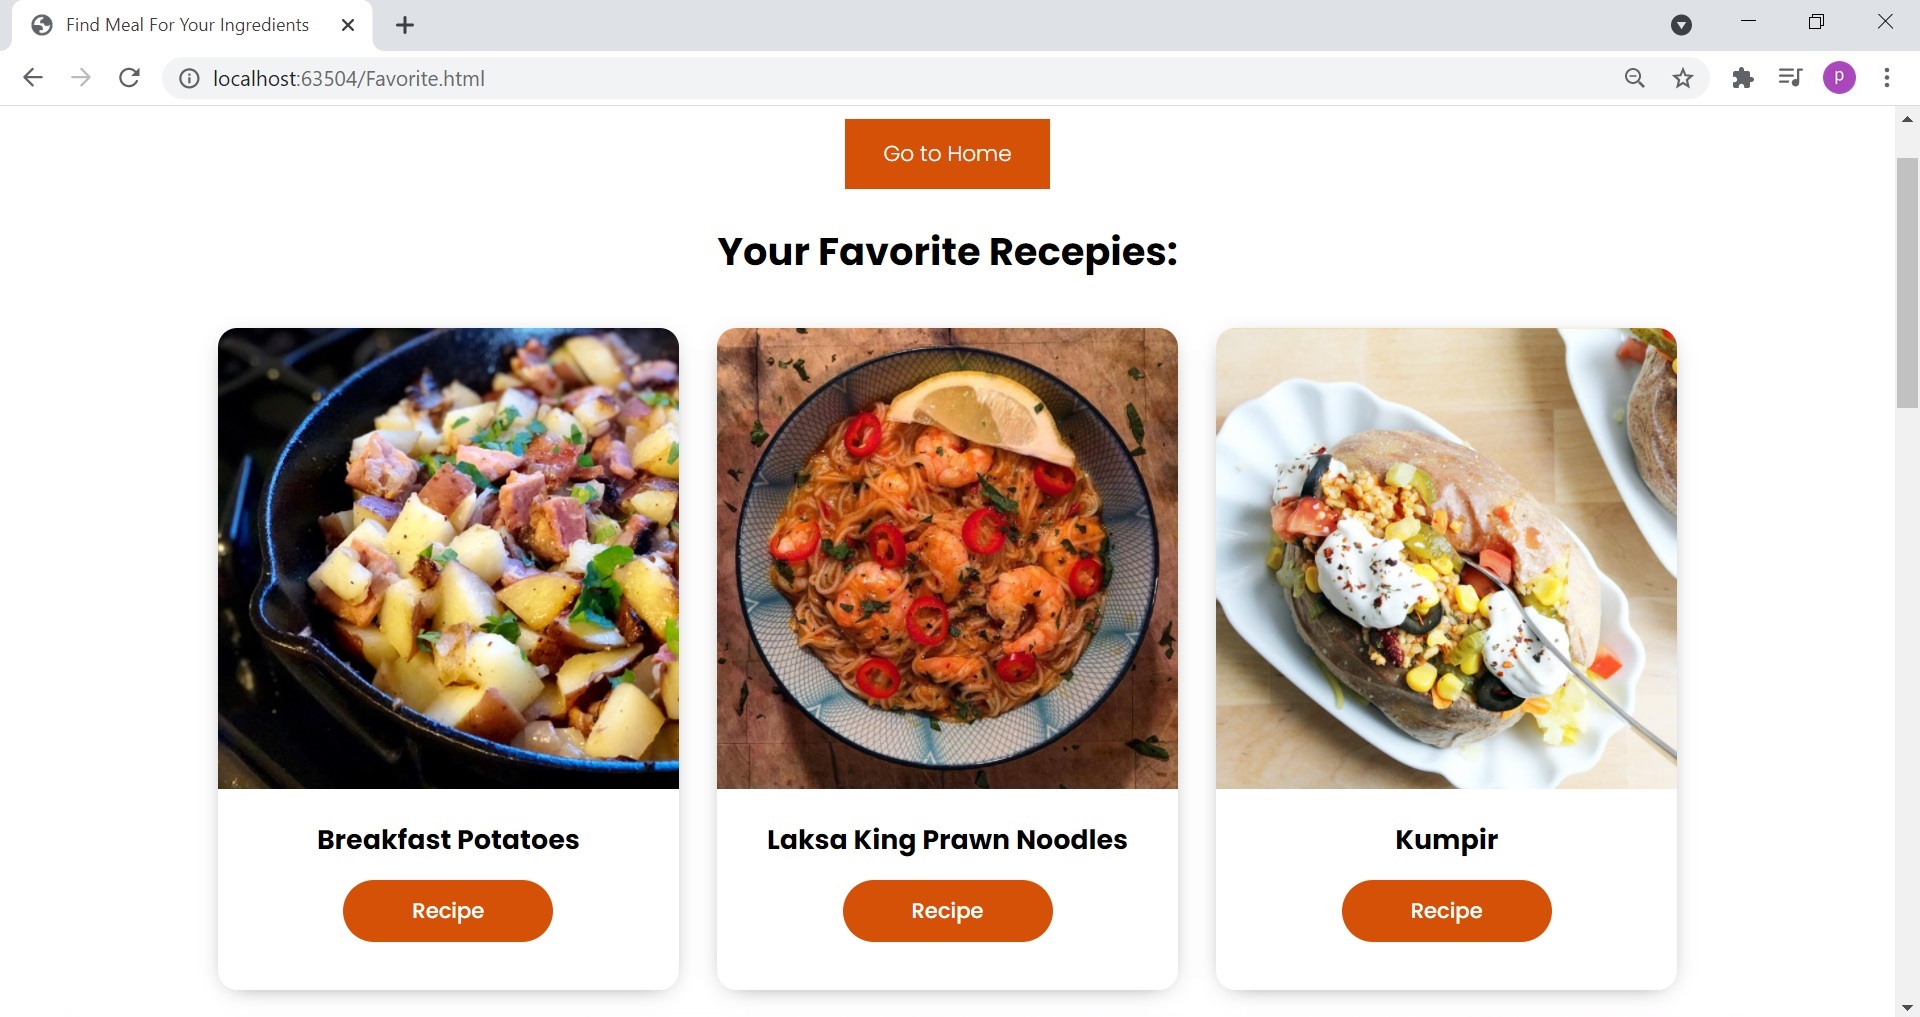 Find Meal For Your Ingredients
localhost:63504/Favorite.html
p
Go to Home
Your Favorite Recepies:
Breakfast Potatoes
Laksa King Prawn Noodles
Kumpir
Recipe
Recipe
Recipe